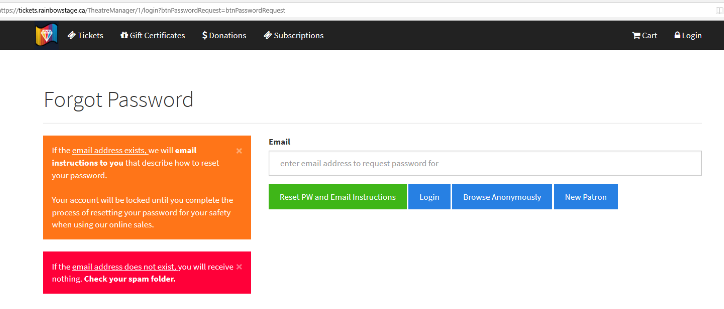 https://tickets.rainbowstage.ca/TheatreManager/1/login?btnPasswordRequest=btnPasswordRequest
Tickets Gift Certificates Donations Subscriptions Cart Login
Forgot Password
If the email address exists, we will email
instructions to you that describe how to reset
your password.
Your account will be locked until you complete the
process of resetting your password for your safety
when using our online sales.
If the email address does not exist, you will receive
nothing. Check your spam folder.
Email
enter email address to request password for
Reset PW and Email Instructions Login Browse Anonymously New Patron